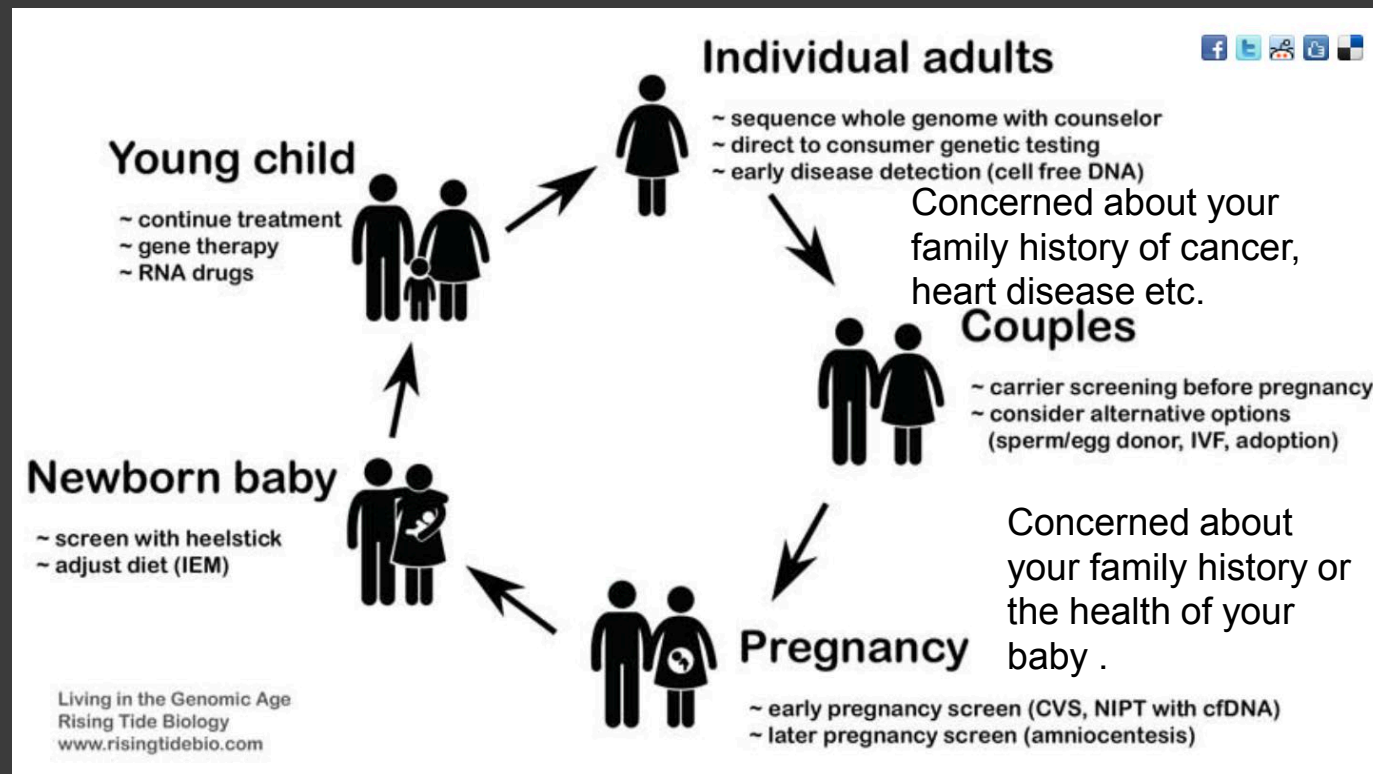 Individual adults
~ sequence whole genome with counselor
~ direct to consumer genetic testing
~ early disease detection (cell free DNA)
Concerned about your
family history of cancer,
heart disease etc.
Couples
~ carrier screening before pregnancy
~ consider alternative options
(sperm/egg donor, IVF, adoption)
Concerned about
your family history or
the health of your
baby .
Pregnancy
~ early pregnancy screen (CVS, NIPT with cfDNA)
~ later pregnancy screen (amniocentesis)
Newborn baby
~ screen with heelstick
~ adjust diet (IEM)
Young child
~ continue treatment
~ gene therapy
~ RNA drugs
Living in the Genomic Age
Rising Tide Biology
www.risingtidebio.com